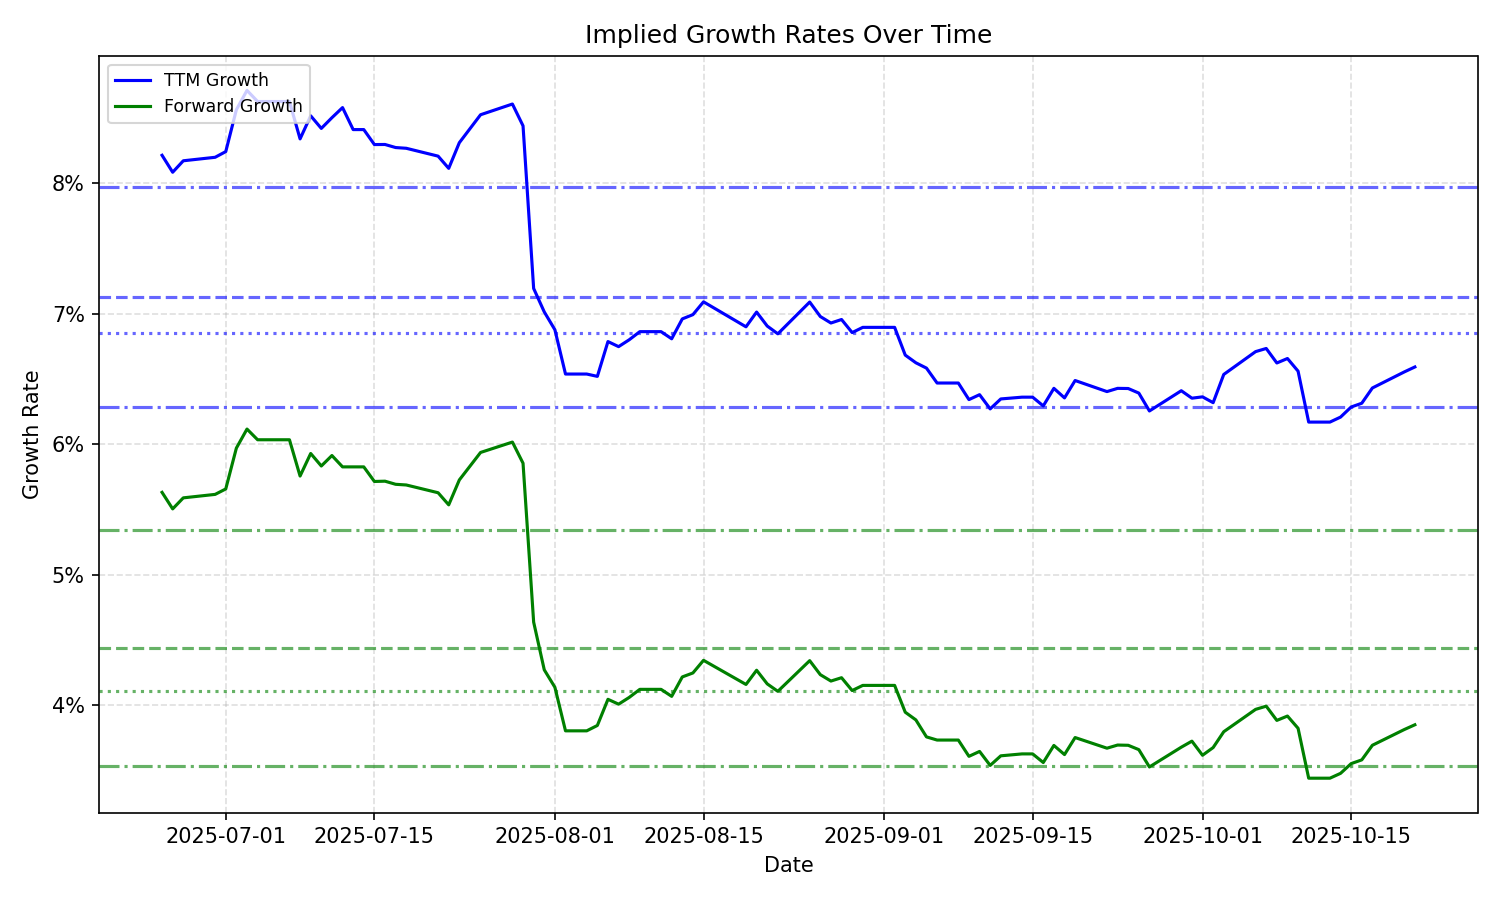 Implied Growth Rates Over Time
TTM Growth
Forward Growth
8%
7%
6%
5%
4%
Growth Rate
2025-07-01
2025-07-15
2025-08-01
2025-08-15
2025-09-01
2025-09-15
2025-10-01
2025-10-15
Date